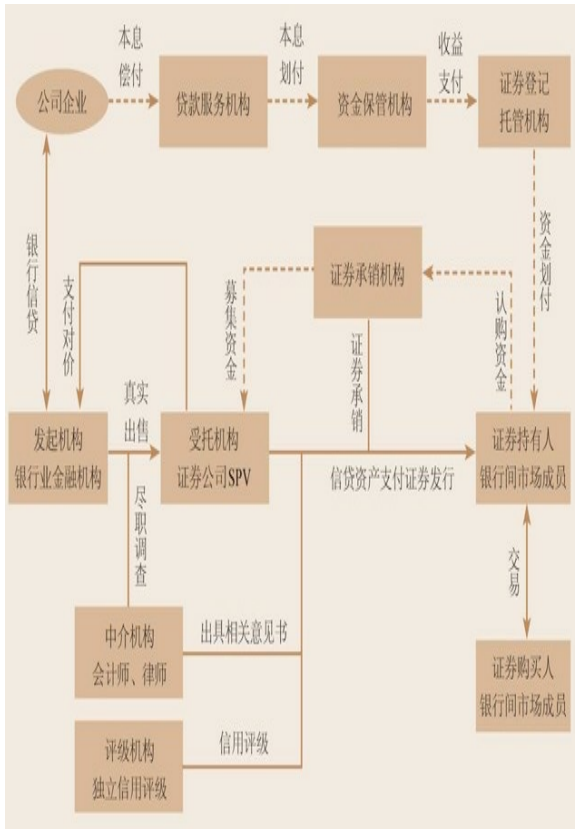 本息
偿付
本息
划付
收益
支付
公司企业
贷款服务机构
资金保管机构
证券登记
托管机构
银行信贷
支付对价
募集资金
证券承销机构
证券承销
认购资金
资金划付
发起机构
银行业金融机构
真实
出售
受托机构
证券公司SPV
信贷资产支付证券发行
证券持有人
银行间市场成员
尽职调查
交易
中介机构
会计师、律师
出具相关意见书
证券购买人
银行间市场成员
评级机构
独立信用评级
信用评级